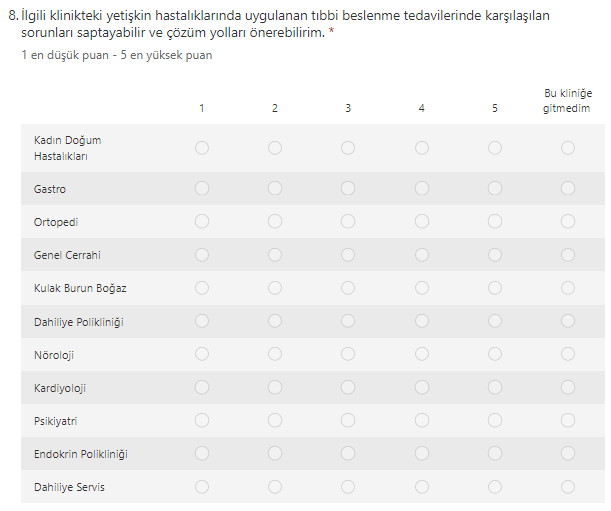 8. İlgili klinikteki yetişkin hastalıklarında uygulanan tıbbi beslenme tedavilerinde karşılaşılan
sorunları saptayabilir ve çözüm yolları önerebilirim. *
1 en düşük puan - 5 en yüksek puan
1 2 3 4 5 Bu kliniğe
gitmedim
Kadın Doğum
Hastalıkları
Gastro
Ortopedi
Genel Cerrahi
Kulak Burun Boğaz
Dahiliye Polikliniği
Nöroloji
Kardiyoloji
Psikiyatri
Endokrin Polikliniği
Dahiliye Servis